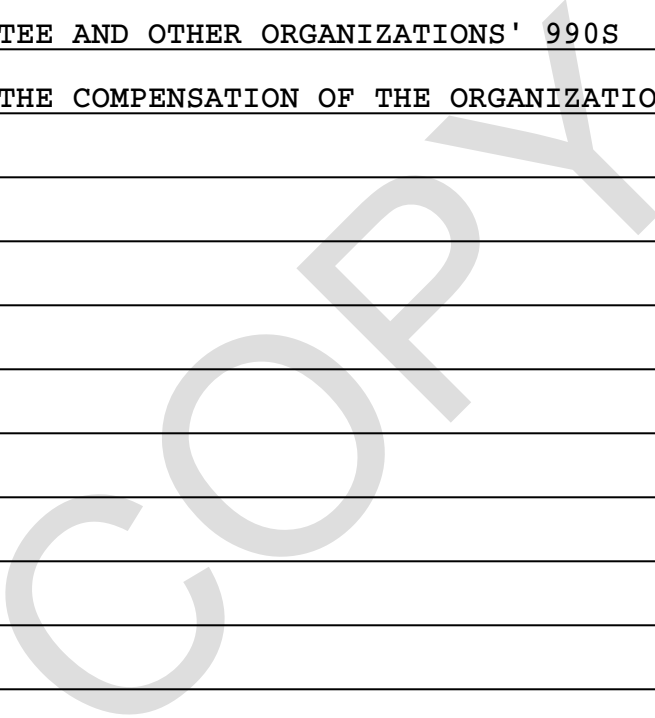 TEE AND OTHER ORGANIZATIONS' 990S
THE COMPENSATION OF THE ORGANIZATIO
COPY